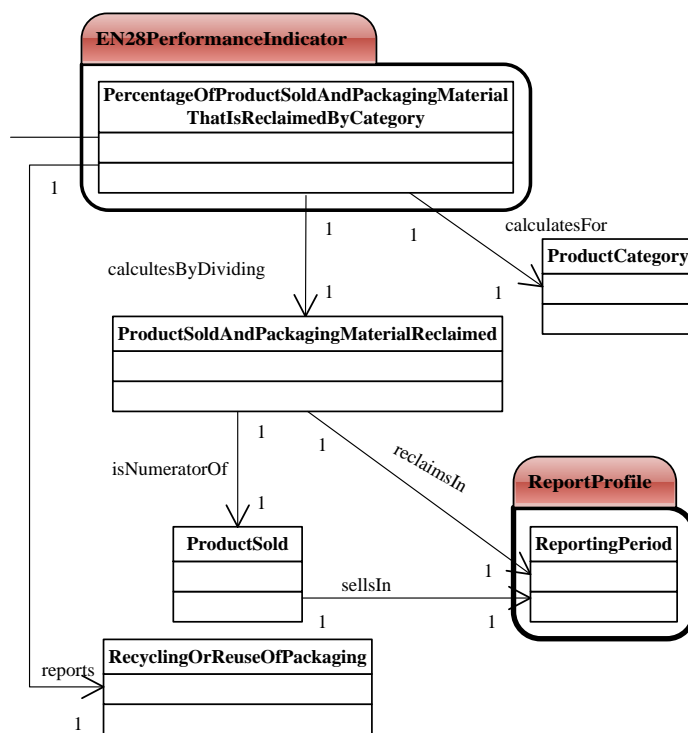 EN28PerformanceIndicator
PercentageOfProductSoldAndPackagingMaterial
ThatIsReclaimedByCategory
1
1
1
calculatesFor
calcultesByDividing
ProductCategory
1
1
ProductSoldAndPackagingMaterialReclaimed
1
1
isNumeratorOf
reclaimsIn
ReportProfile
1
ProductSold
ReportingPeriod
1
sellsIn
1
1
RecyclingOrReuseOfPackaging
reports
1